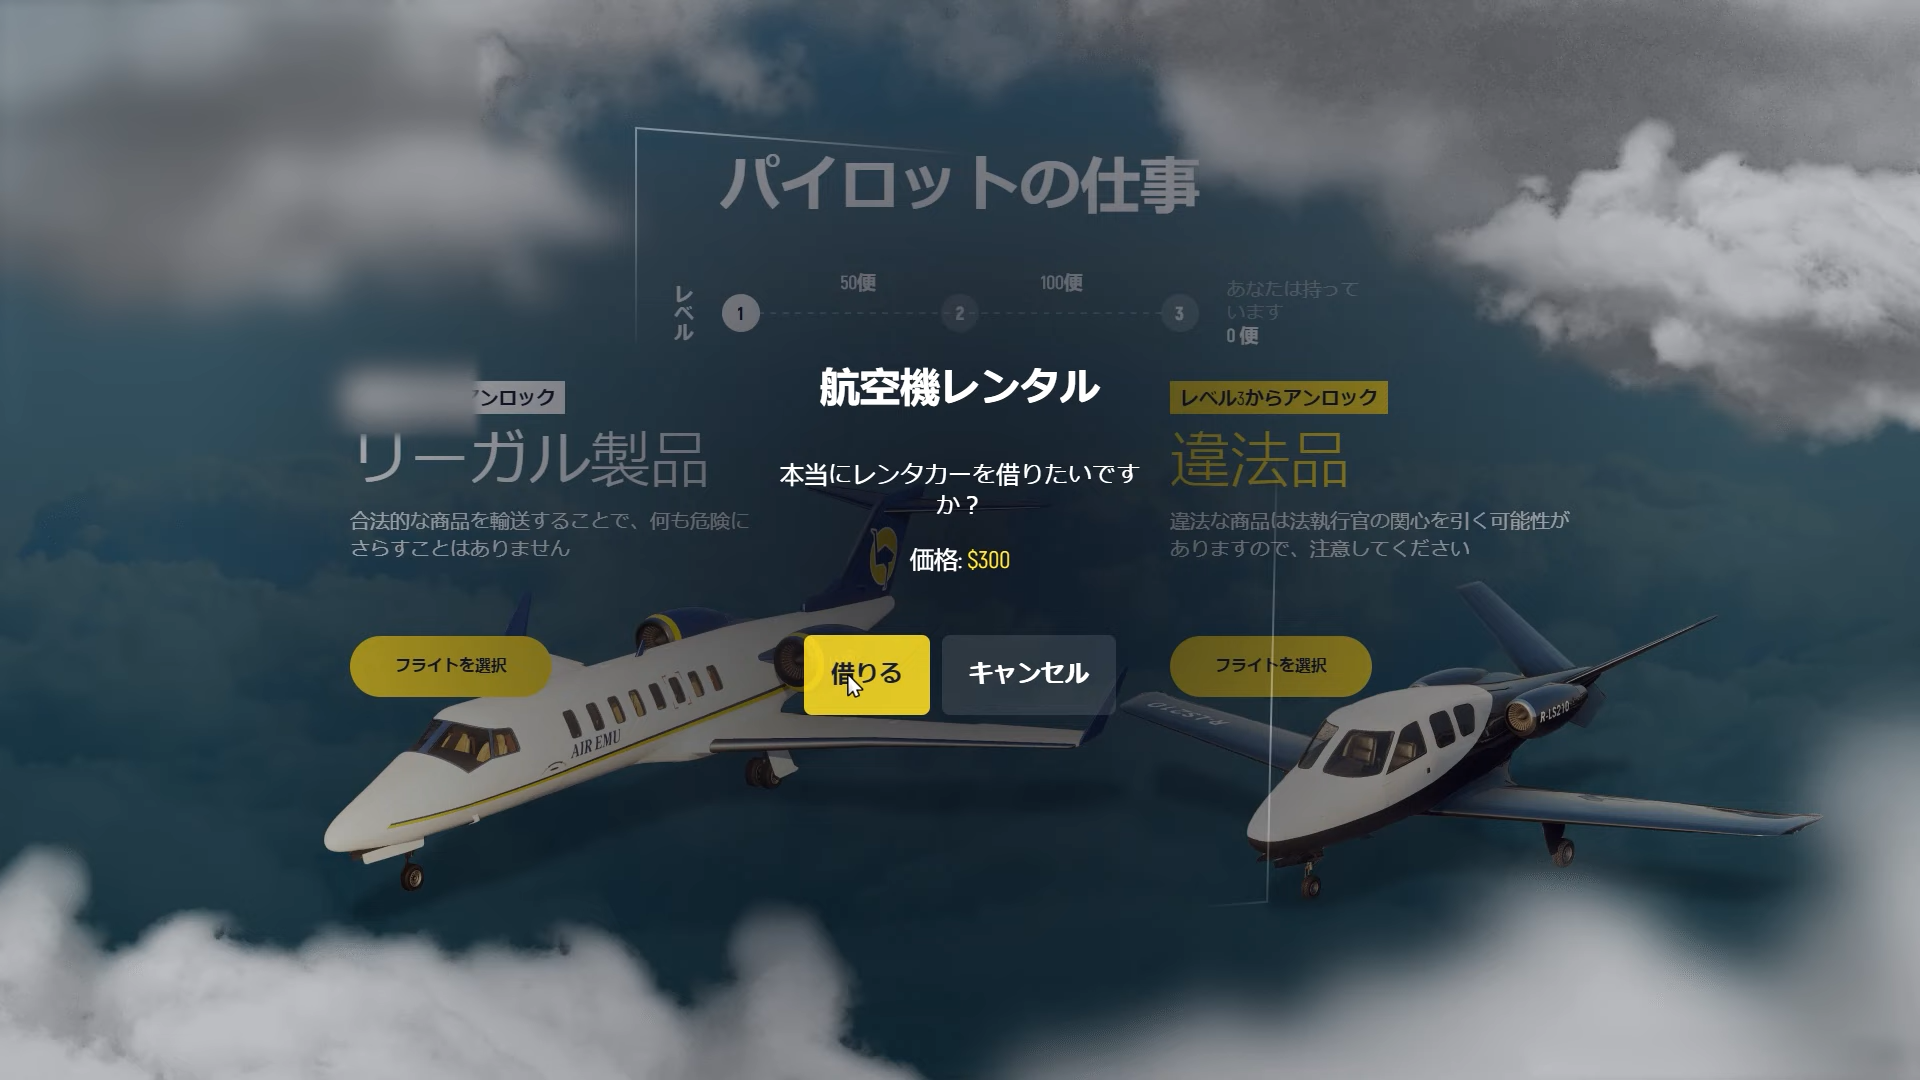 パイロットの仕事
レベル
1
50便
2
100便
3
あなたは持って
います
0 便
アンロック
リーガル製品
合法的な商品を輸送することで、何も危険に
さらすことはありません
フライトを選択
航空機レンタル
本当にレンタカーを借りたいです
か？
価格: $300
借りる
キャンセル
レベル3からアンロック
違法品
違法な商品は法執行官の関心を引く可能性が
ありますので、注意してください
フライトを選択
AIR EMU
R-LS210
R-LS210